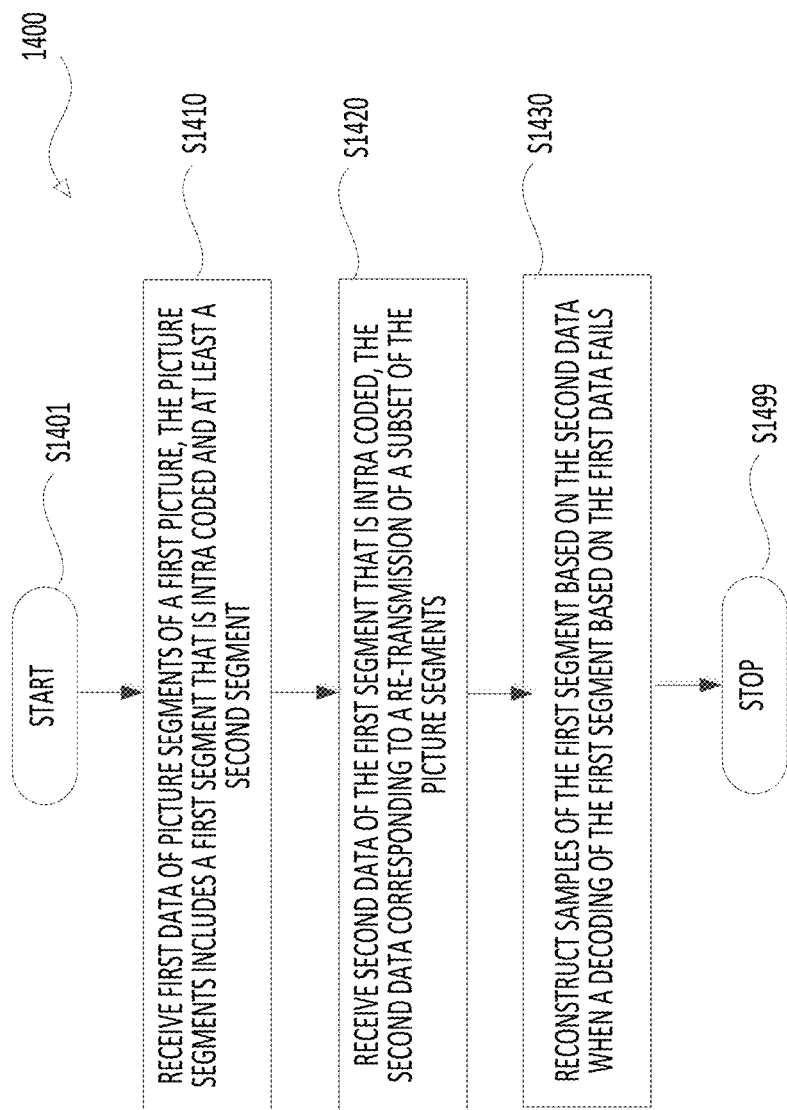 1400
START
S1401
RECEIVE FIRST DATA OF PICTURE SEGMENTS OF A FIRST PICTURE, THE PICTURE
SEGMENTS INCLUDES A FIRST SEGMENT THAT IS INTRA CODED AND AT LEAST A
SECOND SEGMENT
S1410
RECEIVE SECOND DATA OF THE FIRST SEGMENT THAT IS INTRA CODED, THE
SECOND DATA CORRESPONDING TO A RE-TRANSMISSION OF A SUBSET OF THE
PICTURE SEGMENTS
S1420
RECONSTRUCT SAMPLES OF THE FIRST SEGMENT BASED ON THE SECOND DATA
WHEN A DECODING OF THE FIRST SEGMENT BASED ON THE FIRST DATA FAILS
S1430
STOP
S1499